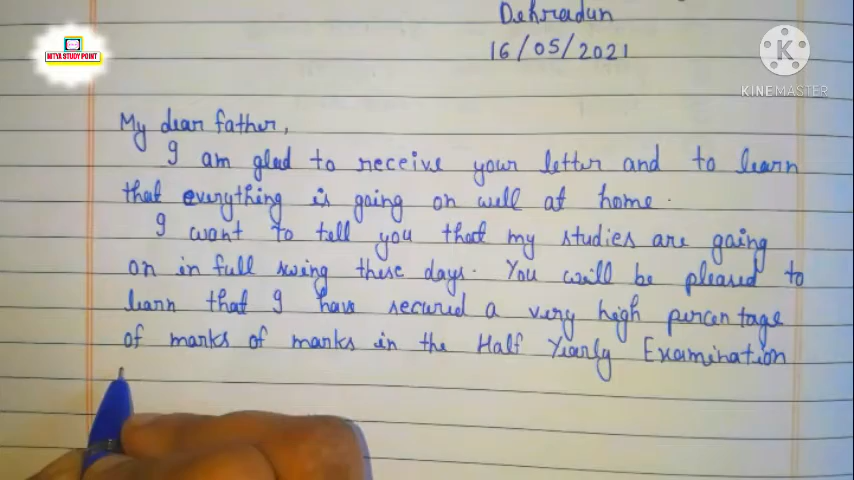 Dehradun
16/05/2021
NITYA STUDY POINT
K
KINEMASTER
My dear father,
I am glad to receive your letter and to learn
that everything is going on well at home.
I want to tell you that my studies are going
on in full swing these days. You will be pleased to
learn that I have secured a very high percentage
of marks of marks in the Half Yearly Examination